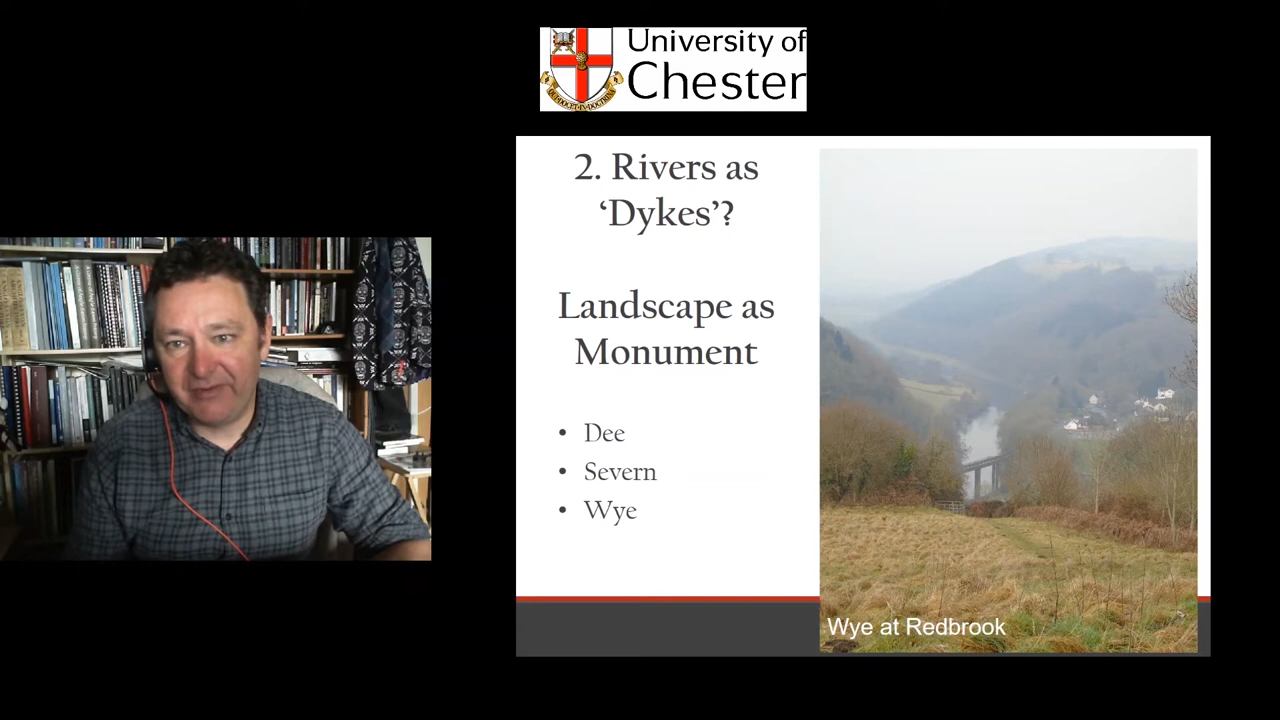 University of
Chester
2. Rivers as
‘Dykes’?
Landscape as
Monument
• Dee
• Severn
• Wye
Wye at Redbrook